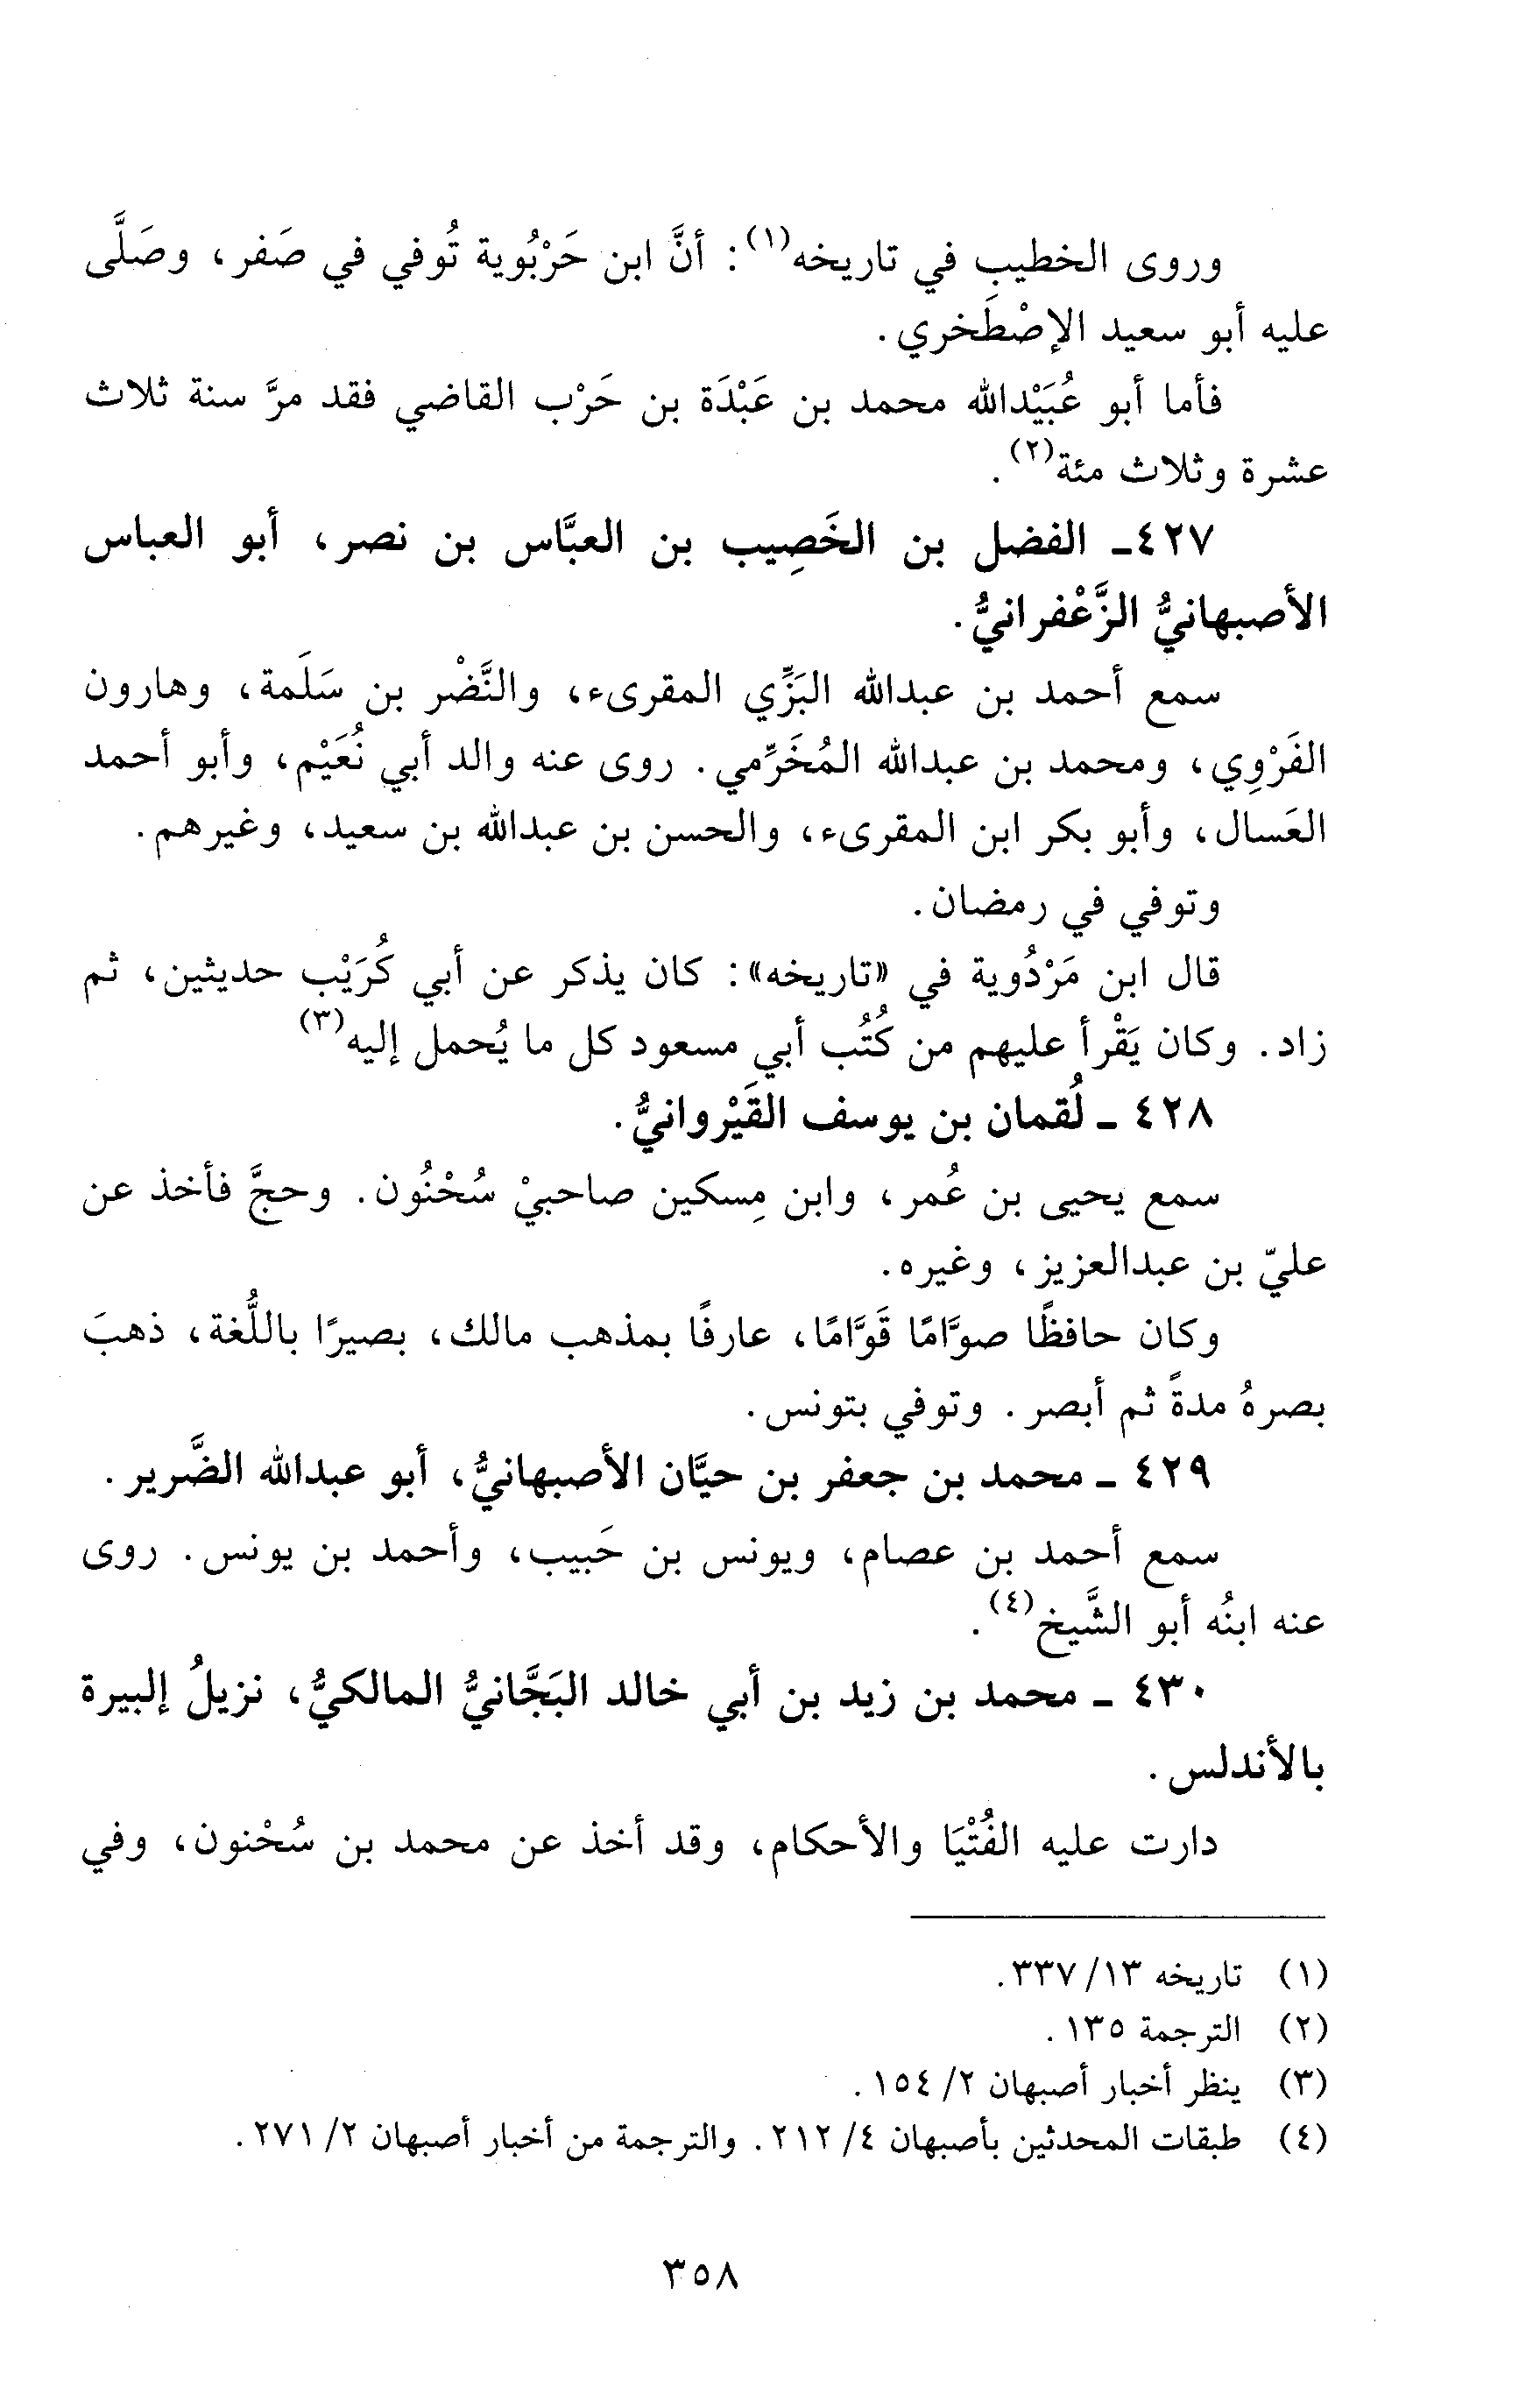 وروى الخطيب في تاريخه(١): أنَّ ابن حَرْبُوية تُوفي في صَفر، وصَلَّى
عليه أبو سعيد الإصْطَخري.
فأما أبو عُبَيْدالله محمد بن عَبْدَة بن حَرْب القاضي فقد مرَّ سنة ثلاث
عشرة وثلاث مئة(٢).
٤٢٧- الفضل بن الخَصِيب بن العبَّاس بن نصر، أبو العباس
الأصبهانيُّ الزَّعْفرانيُّ.
سمع أحمد بن عبدالله البَزِّي المقرىء، والنَّضْر بن سَلَمة، وهارون
الفَرْوِي، ومحمد بن عبدالله المُخَرِّمي. روى عنه والد أبي نُعَيْم، وأبو أحمد
العَسال، وأبو بكر ابن المقرىء، والحسن بن عبدالله بن سعيد، وغيرهم.
وتوفي في رمضان.
قال ابن مَرْدُوية في «تاريخه»: كان يذكر عن أبي كُرَيْب حديثين، ثم
زاد. وكان يَقْرأ عليهم من كُتُب أبي مسعود كل ما يُحمل إليه(٣)
٤٢٨ - لُقمان بن يوسف القَيْروانيُّ.
سمع يحيى بن عُمر، وابن مِسكين صاحبيْ سُحْنُون. وحجَّ فأخذ عن
عليّ بن عبدالعزيز، وغيره.
وكان حافظًا صوَّامًا قَوَّامًا، عارفًا بمذهب مالك، بصيرًا باللُّغة، ذهبَ
بصرهُ مدةً ثم أبصر. وتوفي بتونس.
٤٢٩ - محمد بن جعفر بن حيَّان الأصبهانيُّ، أبو عبدالله الضَّرير.
سمع أحمد بن عصام، ويونس بن حَبيب، وأحمد بن يونس. روى
عنه ابنُه أبو الشَّيخ(٤).
٤٣٠ - محمد بن زيد بن أبي خالد البَجَّانيُّ المالكيُّ، نزيلُ إلبيرة
بالأندلس.
دارت عليه الفُتْيَا والأحكام، وقد أخذ عن محمد بن سُحْنون، وفي
(١) تاريخه ١٣/ ٣٣٧.
(٢) الترجمة ١٣٥.
(٣) ينظر أخبار أصبهان ٢/ ١٥٤.
(٤) طبقات المحدثين بأصبهان ٤/ ٢١٢. والترجمة من أخبار أصبهان ٢/ ٢٧١.
٣٥٨